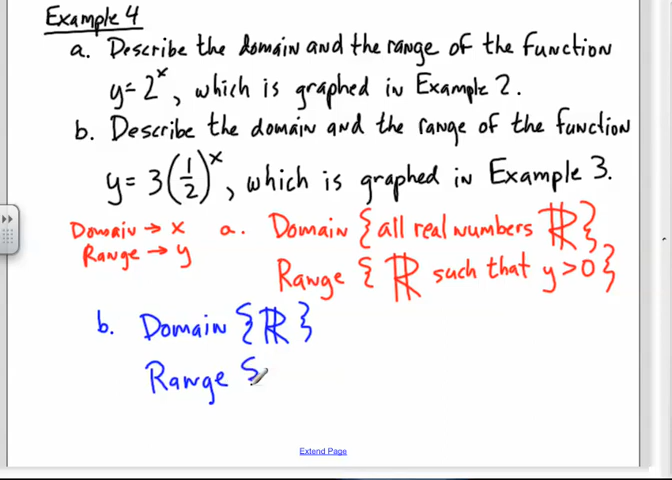 Example 4
a. Describe the domain and the range of the function
y = 2^x, which is graphed in Example 2.
b. Describe the domain and the range of the function
y = 3(1/2)^x, which is graphed in Example 3.
Domain → x
Range → y
a. Domain {all real numbers ℝ}
Range {ℝ such that y>0}
b. Domain {ℝ}
Range {
Extend Page